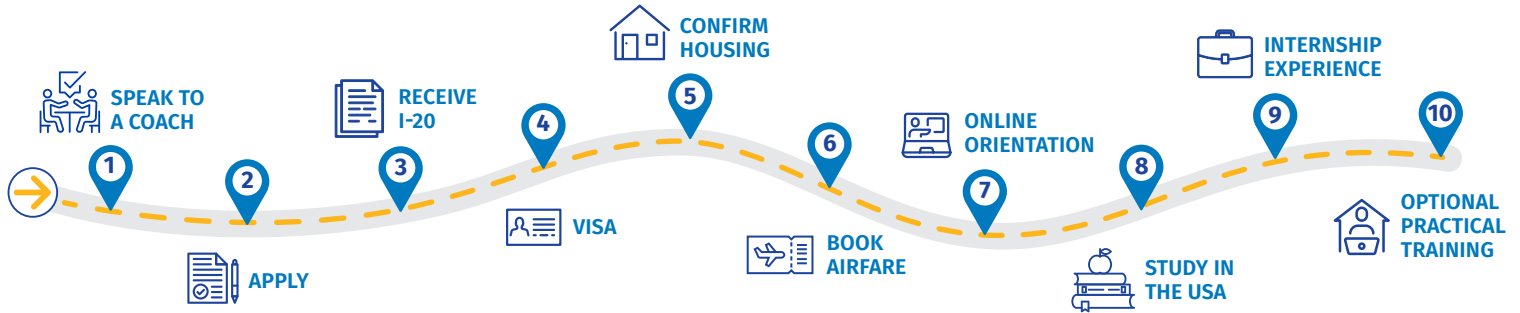 1
SPEAK TO
A COACH
2
APPLY
3
RECEIVE
I-20
4
VISA
5
CONFIRM
HOUSING
6
BOOK
AIRFARE
7
ONLINE
ORIENTATION
8
STUDY IN
THE USA
9
INTERNSHIP
EXPERIENCE
10
OPTIONAL
PRACTICAL
TRAINING